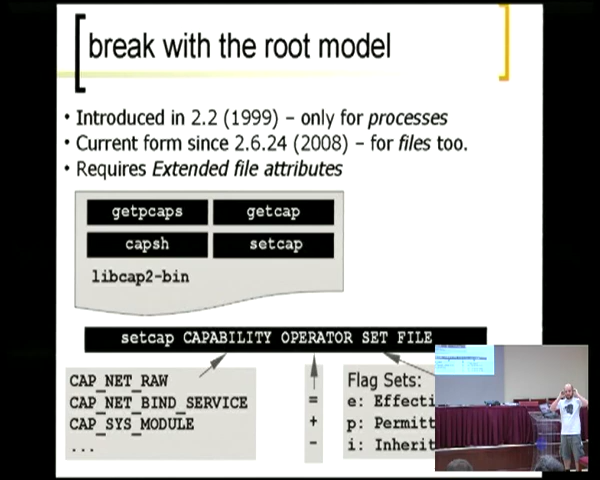 break with the root model
• Introduced in 2.2 (1999) – only for processes
• Current form since 2.6.24 (2008) – for files too.
• Requires Extended file attributes
getpcaps getcap
capsh setcap
libcap2-bin
setcap CAPABILITY OPERATOR SET FILE
CAP_NET_RAW
CAP_NET_BIND_SERVICE
CAP_SYS_MODULE
...
=
+
-
Flag Sets:
e: Effecti
p: Permitt
i: Inherit